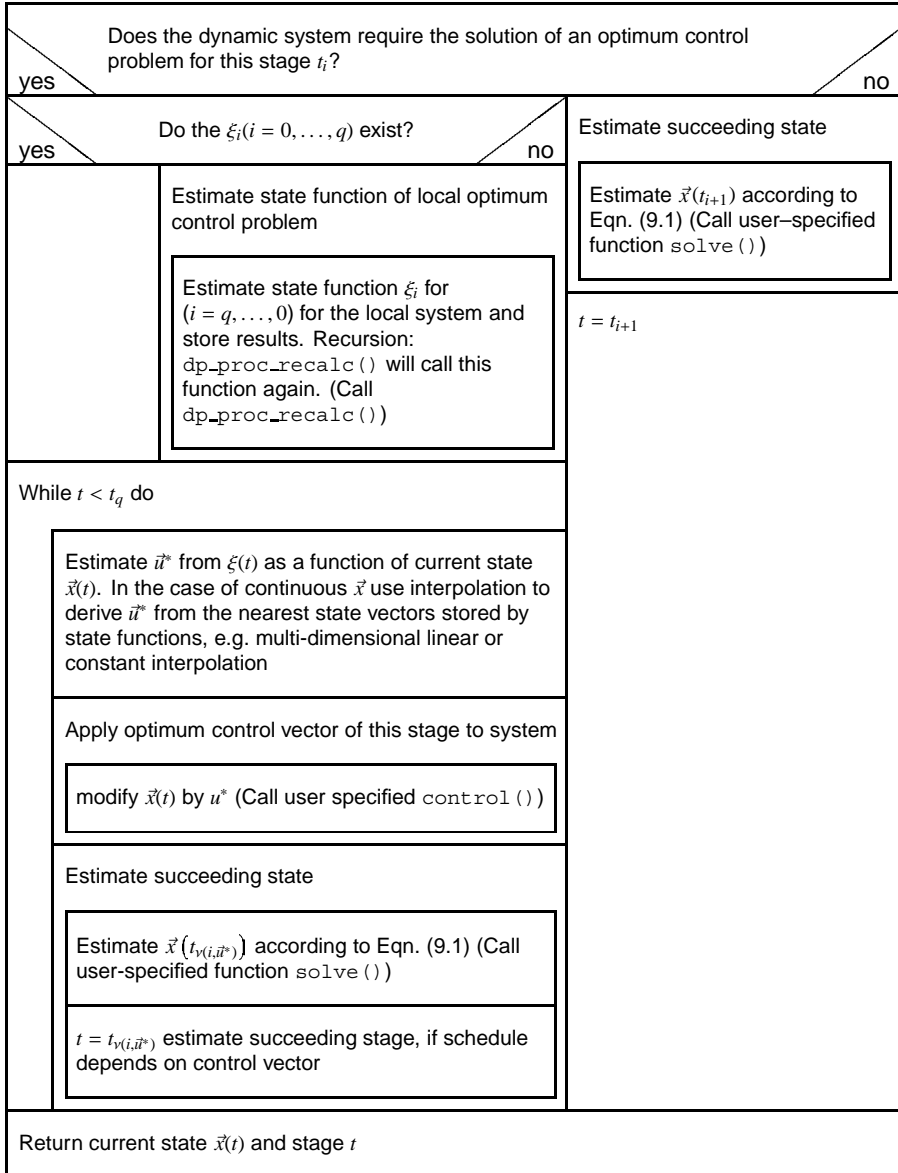 Does the dynamic system require the solution of an optimum control
problem for this stage tᵢ?
yes
no
Do the ξᵢ(i = 0, . . . , q) exist?
yes
no
Estimate state function of local optimum
control problem
Estimate state function ξᵢ for
(i = q, . . . , 0) for the local system and
store results. Recursion:
dp_proc_recalc() will call this
function again. (Call
dp_proc_recalc())
While t < t_q do
Estimate u⃗* from ξ(t) as a function of current state
x⃗(t). In the case of continuous x⃗ use interpolation to
derive u⃗* from the nearest state vectors stored by
state functions, e.g. multi-dimensional linear or
constant interpolation
Apply optimum control vector of this stage to system
modify x⃗(t) by u* (Call user specified control())
Estimate succeeding state
Estimate x⃗ (t_ν(i,u⃗*)) according to Eqn. (9.1) (Call
user-specified function solve())
t = t_ν(i,u⃗*) estimate succeeding stage, if schedule
depends on control vector
Estimate succeeding state
Estimate x⃗(tᵢ₊₁) according to
Eqn. (9.1) (Call user–specified
function solve())
t = tᵢ₊₁
Return current state x⃗(t) and stage t